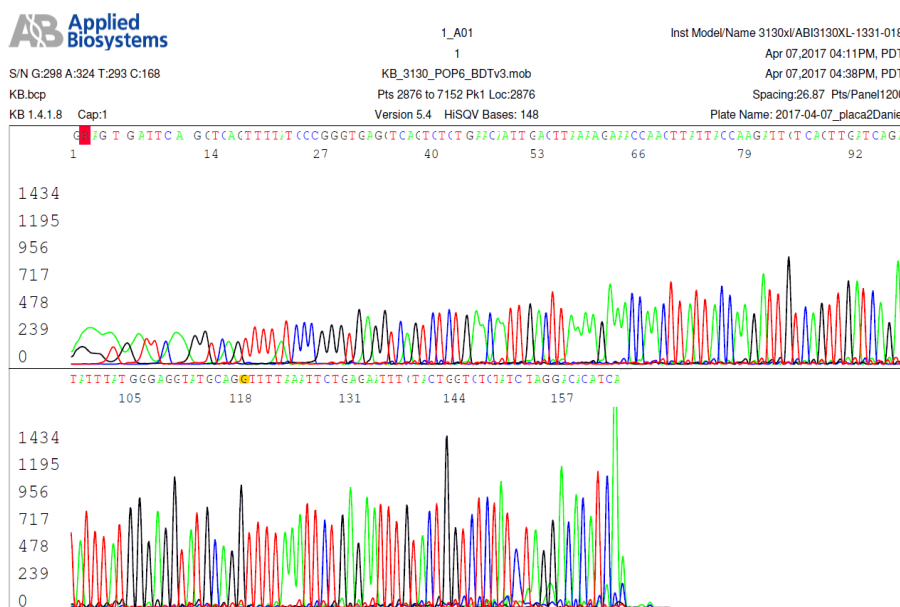 AB Applied Biosystems
1_A01
Inst Model/Name 3130xl/ABI3130XL-1331-018
1
Apr 07,2017 04:11PM, PDT
S/N G:298 A:324 T:293 C:168
KB_3130_POP6_BDTv3.mob
Apr 07,2017 04:38PM, PDT
KB.bcp
Pts 2876 to 7152 Pk1 Loc:2876
Spacing:26.87 Pts/Panel1200
KB 1.4.1.8 Cap:1
Version 5.4 HiSQV Bases: 148
Plate Name: 2017-04-07_placa2Danie
1 14 27 40 53 66 79 92
1434
1195
956
717
478
239
0
105 118 131 144 157
1434
1195
956
717
478
239
0